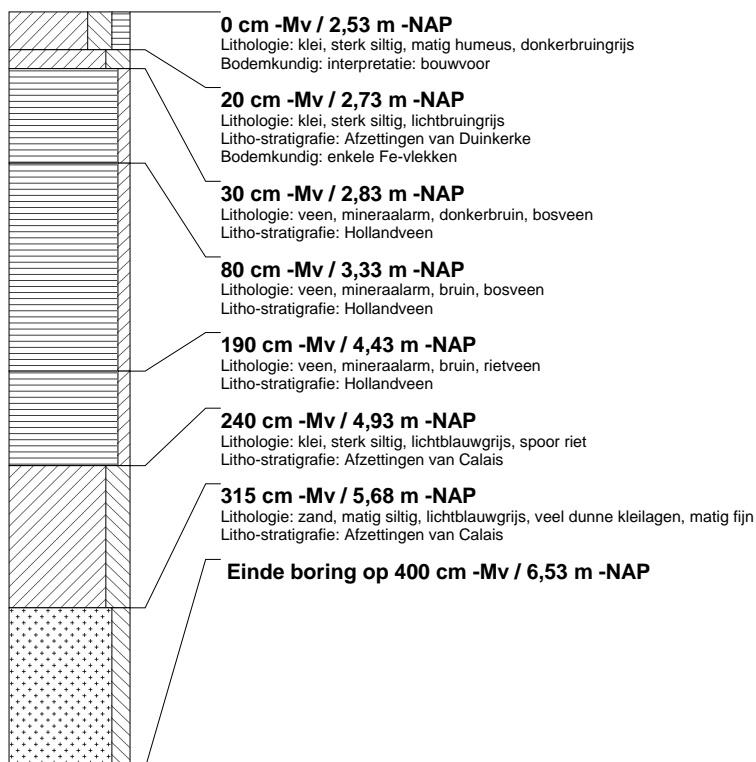 0 cm -Mv / 2,53 m -NAP
Lithologie: klei, sterk siltig, matig humeus, donkerbruingrijs
Bodemkundig: interpretatie: bouwvoor
20 cm -Mv / 2,73 m -NAP
Lithologie: klei, sterk siltig, lichtbruingrijs
Litho-stratigrafie: Afzettingen van Duinkerke
Bodemkundig: enkele Fe-vlekken
30 cm -Mv / 2,83 m -NAP
Lithologie: veen, mineraalarm, donkerbruin, bosveen
Litho-stratigrafie: Hollandveen
80 cm -Mv / 3,33 m -NAP
Lithologie: veen, mineraalarm, bruin, bosveen
Litho-stratigrafie: Hollandveen
190 cm -Mv / 4,43 m -NAP
Lithologie: veen, mineraalarm, bruin, rietveen
Litho-stratigrafie: Hollandveen
240 cm -Mv / 4,93 m -NAP
Lithologie: klei, sterk siltig, lichtblauwgrijs, spoor riet
Litho-stratigrafie: Afzettingen van Calais
315 cm -Mv / 5,68 m -NAP
Lithologie: zand, matig siltig, lichtblauwgrijs, veel dunne kleilagen, matig fijn
Litho-stratigrafie: Afzettingen van Calais
Einde boring op 400 cm -Mv / 6,53 m -NAP